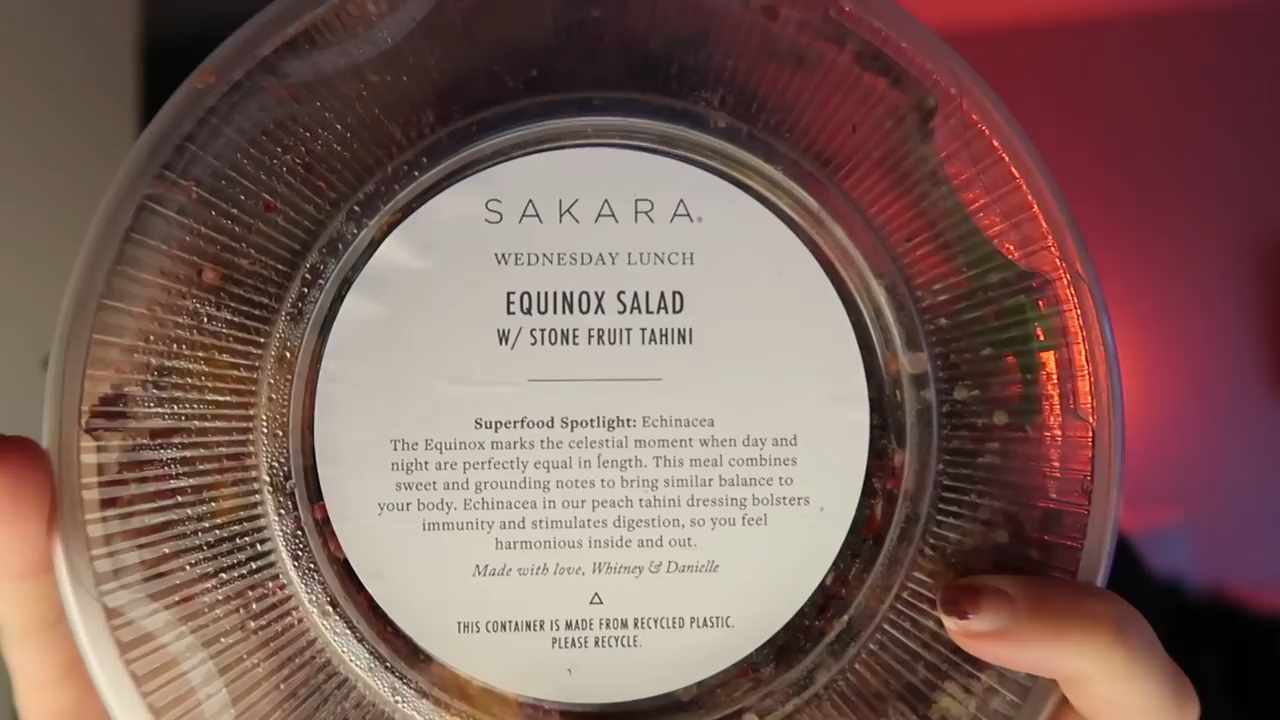 SAKARA®
WEDNESDAY LUNCH
EQUINOX SALAD
W/ STONE FRUIT TAHINI
Superfood Spotlight: Echinacea
The Equinox marks the celestial moment when day and
night are perfectly equal in length. This meal combines
sweet and grounding notes to bring similar balance to
your body. Echinacea in our peach tahini dressing bolsters
immunity and stimulates digestion, so you feel
harmonious inside and out.
Made with love, Whitney & Danielle
THIS CONTAINER IS MADE FROM RECYCLED PLASTIC.
PLEASE RECYCLE.